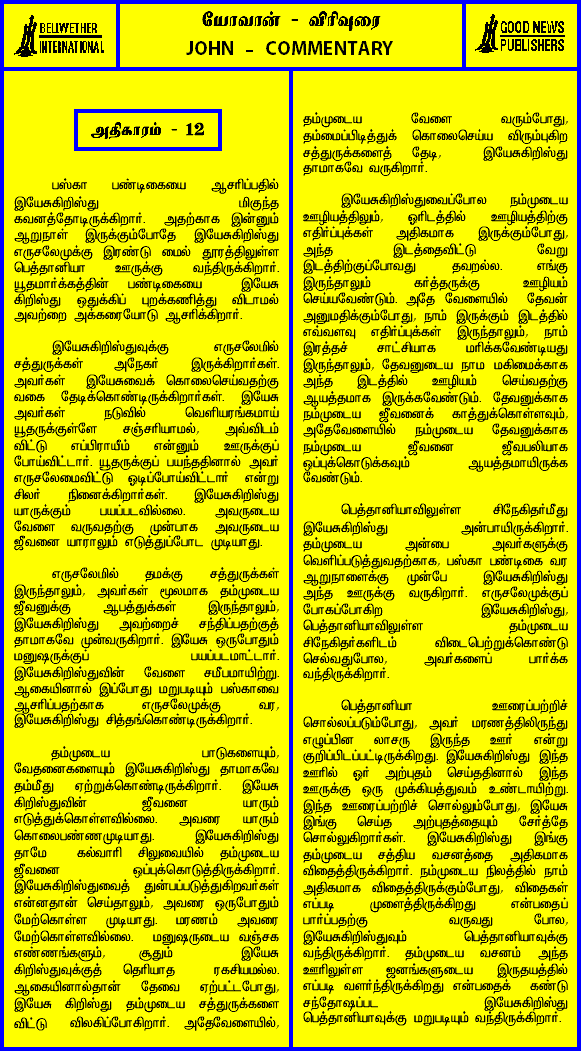 BELWETHER
INTERNATIONAL
யோவான் - விரிவுரை
JOHN - COMMENTARY
GOOD NEWS
PUBLISHERS
அதிகாரம் - 12
பஸ்கா பண்டிகையை ஆசரிப்பதில்
இயேசுகிறிஸ்து மிகுந்த
கவனத்தோடிருக்கிறார். அதற்காக இன்னும்
ஆறுநாள் இருக்கும்போதே இயேசுகிறிஸ்து
எருசலேமுக்கு இரண்டு மைல் தூரத்திலுள்ள
பெத்தானியா ஊருக்கு வந்திருக்கிறார்.
யூதமார்க்கத்தின் பண்டிகையை இயேசு
கிறிஸ்து ஒதுக்கிப் புறக்கணித்து விடாமல்
அவற்றை அக்கரையோடு ஆசரிக்கிறார்.
இயேசுகிறிஸ்துவுக்கு எருசலேமில்
சத்துருக்கள் அநேகர் இருக்கிறார்கள்.
அவர்கள் இயேசுவைக் கொலைசெய்வதற்கு
வகை தேடிக்கொண்டிருக்கிறார்கள். இயேசு
அவர்கள் நடுவில் வெளியரங்கமாய்
யூதருக்குள்ளே சஞ்சரியாமல், அவ்விடம்
விட்டு எப்பிராயீம் என்னும் ஊருக்குப்
போய்விட்டார். யூதருக்குப் பயந்ததினால் அவர்
எருசலேமைவிட்டு ஓடிப்போய்விட்டார் என்று
சிலர் நினைக்கிறார்கள். இயேசுகிறிஸ்து
யாருக்கும் பயப்படவில்லை. அவருடைய
வேளை வருவதற்கு முன்பாக அவருடைய
ஜீவனை யாராலும் எடுத்துப்போட முடியாது.
எருசலேமில் தமக்கு சத்துருக்கள்
இருந்தாலும், அவர்கள் மூலமாக தம்முடைய
ஜீவனுக்கு ஆபத்துக்கள் இருந்தாலும்,
இயேசுகிறிஸ்து அவற்றைச் சந்திப்பதற்குத்
தாமாகவே முன்வருகிறார். இயேசு ஒருபோதும்
மனுஷருக்குப் பயப்படமாட்டார்.
இயேசுகிறிஸ்துவின் வேளை சமீபமாயிற்று.
ஆகையினால் இப்போது மறுபடியும் பஸ்காவை
ஆசரிப்பதற்காக எருசலேமுக்கு வர,
இயேசுகிறிஸ்து சித்தங்கொண்டிருக்கிறார்.
தம்முடைய பாடுகளையும்,
வேதனைகளையும் இயேசுகிறிஸ்து தாமாகவே
தம்மீது ஏற்றுக்கொண்டிருக்கிறார். இயேசு
கிறிஸ்துவின் ஜீவனை யாரும்
எடுத்துக்கொள்ளவில்லை. அவரை யாரும்
கொலைபண்ணமுடியாது. இயேசுகிறிஸ்து
தாமே கல்வாரி சிலுவையில் தம்முடைய
ஜீவனை ஒப்புக்கொடுத்திருக்கிறார்.
இயேசுகிறிஸ்துவைத் துன்பப்படுத்துகிறவர்கள்
என்னதான் செய்தாலும், அவரை ஒருபோதும்
மேற்கொள்ள முடியாது. மரணம் அவரை
மேற்கொள்ளவில்லை. மனுஷருடைய வஞ்சக
எண்ணங்களும், சூதும் இயேசு
கிறிஸ்துவுக்குத் தெரியாத ரகசியமல்ல.
ஆகையினால்தான் தேவை ஏற்பட்டபோது,
இயேசு கிறிஸ்து தம்முடைய சத்துருக்களை
விட்டு விலகிப்போகிறார். அதேவேளையில்,
தம்முடைய வேளை வரும்போது,
தம்மைப்பிடித்துக் கொலைசெய்ய விரும்புகிற
சத்துருக்களைத் தேடி, இயேசுகிறிஸ்து
தாமாகவே வருகிறார்.
இயேசுகிறிஸ்துவைப்போல நம்முடைய
ஊழியத்திலும், ஓரிடத்தில் ஊழியத்திற்கு
எதிர்ப்புக்கள் அதிகமாக இருக்கும்போது,
அந்த இடத்தைவிட்டு வேறு
இடத்திற்குப்போவது தவறல்ல. எங்கு
இருந்தாலும் கர்த்தருக்கு ஊழியம்
செய்யவேண்டும். அதே வேளையில் தேவன்
அனுமதிக்கும்போது, நாம் இருக்கும் இடத்தில்
எவ்வளவு எதிர்ப்புக்கள் இருந்தாலும், நாம்
இரத்தச் சாட்சியாக மரிக்கவேண்டியது
இருந்தாலும், தேவனுடைய நாம மகிமைக்காக
அந்த இடத்தில் ஊழியம் செய்வதற்கு
ஆயத்தமாக இருக்கவேண்டும். தேவனுக்காக
நம்முடைய ஜீவனைக் காத்துக்கொள்ளவும்,
அதேவேளையில் நம்முடைய தேவனுக்காக
நம்முடைய ஜீவனை ஜீவபலியாக
ஒப்புக்கொடுக்கவும் ஆயத்தமாயிருக்க
வேண்டும்.
பெத்தானியாவிலுள்ள சிநேகிதர்மீது
இயேசுகிறிஸ்து அன்பாயிருக்கிறார்.
தம்முடைய அன்பை அவர்களுக்கு
வெளிப்படுத்துவதற்காக, பஸ்கா பண்டிகை வர
ஆறுநாளைக்கு முன்பே இயேசுகிறிஸ்து
அந்த ஊருக்கு வருகிறார். எருசலேமுக்குப்
போகப்போகிற இயேசுகிறிஸ்து,
பெத்தானியாவிலுள்ள தம்முடைய
சிநேகிதர்களிடம் விடைபெற்றுக்கொண்டு
செல்வதுபோல, அவர்களைப் பார்க்க
வந்திருக்கிறார்.
பெத்தானியா ஊரைப்பற்றிச்
சொல்லப்படும்போது, அவர் மரணத்திலிருந்து
எழுப்பின லாசரு இருந்த ஊர் என்று
குறிப்பிடப்பட்டிருக்கிறது. இயேசுகிறிஸ்து இந்த
ஊரில் ஓர் அற்புதம் செய்ததினால் இந்த
ஊருக்கு ஒரு முக்கியத்துவம் உண்டாயிற்று.
இந்த ஊரைப்பற்றிச் சொல்லும்போது, இயேசு
இங்கு செய்த அற்புதத்தையும் சேர்த்தே
சொல்லுகிறார்கள். இயேசுகிறிஸ்து இங்கு
தம்முடைய சத்திய வசனத்தை அதிகமாக
விதைத்திருக்கிறார். நம்முடைய நிலத்தில் நாம்
அதிகமாக விதைத்திருக்கும்போது, விதைகள்
எப்படி முளைத்திருக்கிறது என்பதைப்
பார்ப்பதற்கு வருவது போல,
இயேசுகிறிஸ்துவும் பெத்தானியாவுக்கு
வந்திருக்கிறார். தம்முடைய வசனம் அந்த
ஊரிலுள்ள ஜனங்களுடைய இருதயத்தில்
எப்படி வளர்ந்திருக்கிறது என்பதைக் கண்டு
சந்தோஷப்பட இயேசுகிறிஸ்து
பெத்தானியாவுக்கு மறுபடியும் வந்திருக்கிறார்.